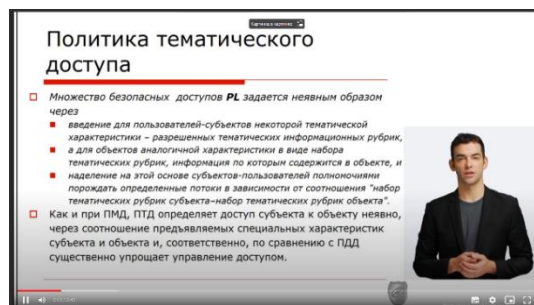 Картинка в картинке
Политика тематического
доступа
Множество безопасных доступов PL задается неявным образом
через
введение для пользователей-субъектов некоторой тематической
характеристики – разрешенных тематических информационных рубрик,
а для объектов аналогичной характеристики в виде набора
тематических рубрик, информация по которым содержится в объекте, и
наделение на этой основе субъектов-пользователей полномочиями
порождать определенные потоки в зависимости от соотношения "набор
тематических рубрик субъекта–набор тематических рубрик объекта".
Как и при ПМД, ПТД определяет доступ субъекта к объекту неявно,
через соотношение предъявляемых специальных характеристик
субъекта и объекта и, соответственно, по сравнению с ПДД
существенно упрощает управление доступом.